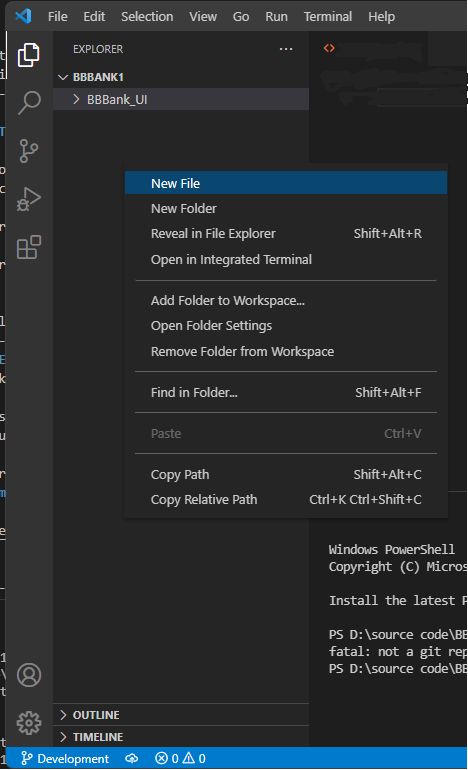 File Edit Selection View Go Run Terminal Help
EXPLORER
BBBANK1
BBBank_UI
New File
New Folder
Reveal in File Explorer Shift+Alt+R
Open in Integrated Terminal
Add Folder to Workspace...
Open Folder Settings
Remove Folder from Workspace
Find in Folder... Shift+Alt+F
Paste Ctrl+V
Copy Path Shift+Alt+C
Copy Relative Path Ctrl+K Ctrl+Shift+C
Windows PowerShell
Copyright (C) Micros
Install the latest P
PS D:\source code\BB
fatal: not a git rep
PS D:\source code\BB
OUTLINE
TIMELINE
Development 0 0